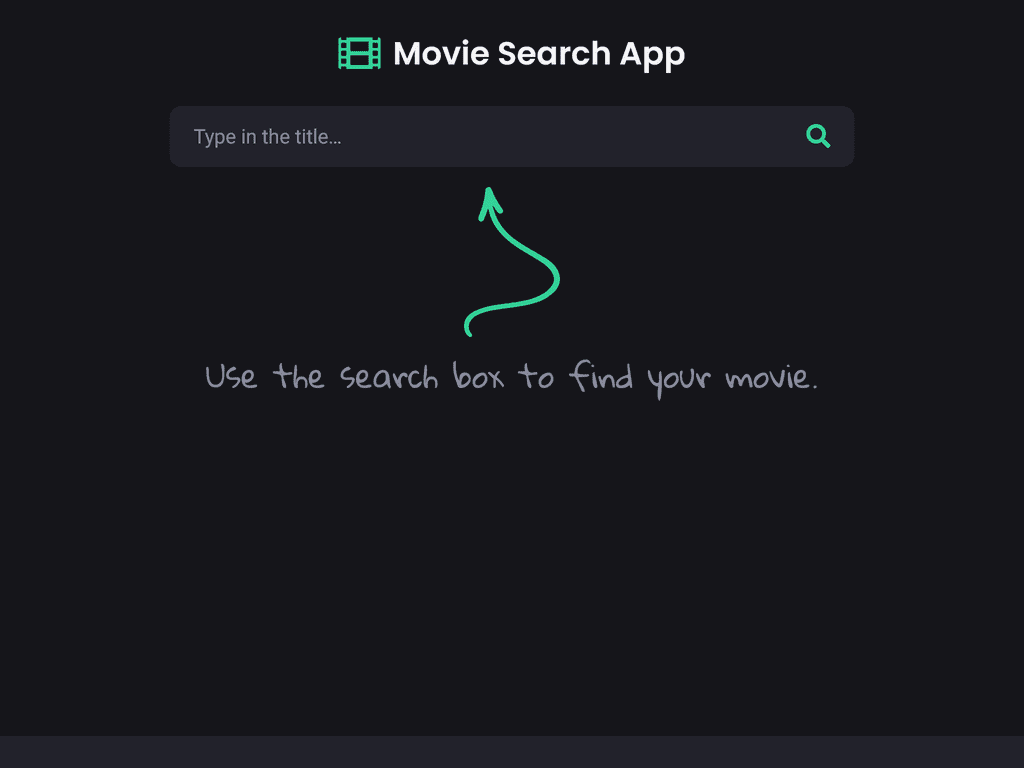 Movie Search App
Type in the title...
Use the search box to find your movie.